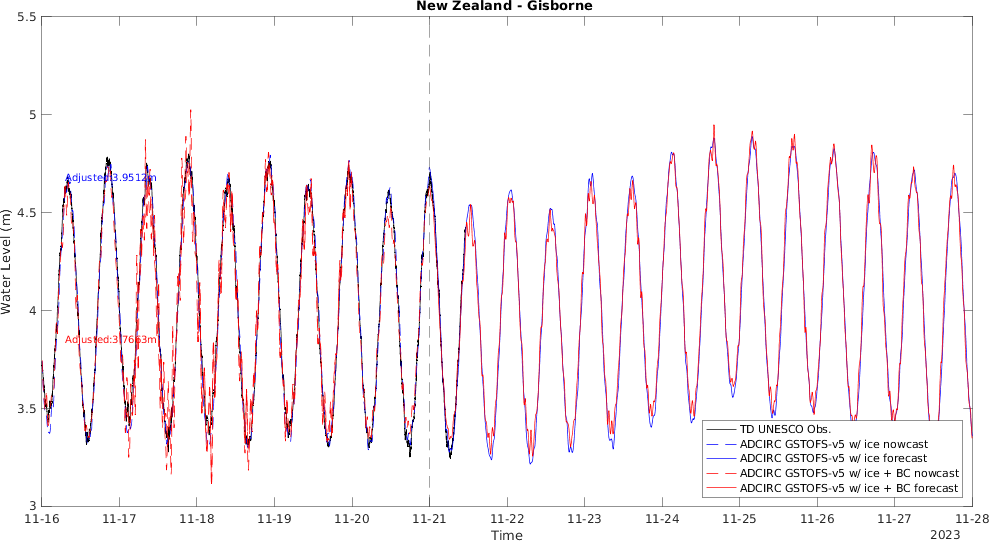 New Zealand - Gisborne
5.5
5
4.5
4
3.5
3
Water Level (m)
Adjusted:3.9512m
Adjusted:3.7663m
TD UNESCO Obs.
ADCIRC GSTOFS-v5 w/ ice nowcast
ADCIRC GSTOFS-v5 w/ ice forecast
ADCIRC GSTOFS-v5 w/ ice + BC nowcast
ADCIRC GSTOFS-v5 w/ ice + BC forecast
11-16 11-17 11-18 11-19 11-20 11-21 11-22 11-23 11-24 11-25 11-26 11-27 11-28
Time
2023